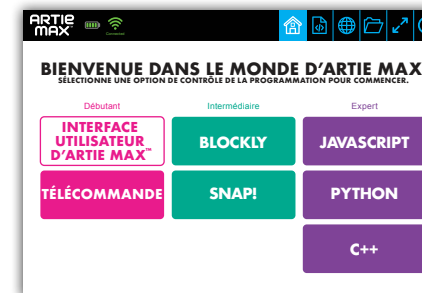 ARTIE
MAX™
Connected
BIENVENUE DANS LE MONDE D'ARTIE MAX
SÉLECTIONNE UNE OPTION DE CONTRÔLE DE LA PROGRAMMATION POUR COMMENCER.
Débutant
Intermédiaire
Expert
INTERFACE
UTILISATEUR
D'ARTIE MAX™
BLOCKLY
JAVASCRIPT
TÉLÉCOMMANDE
SNAP!
PYTHON
C++